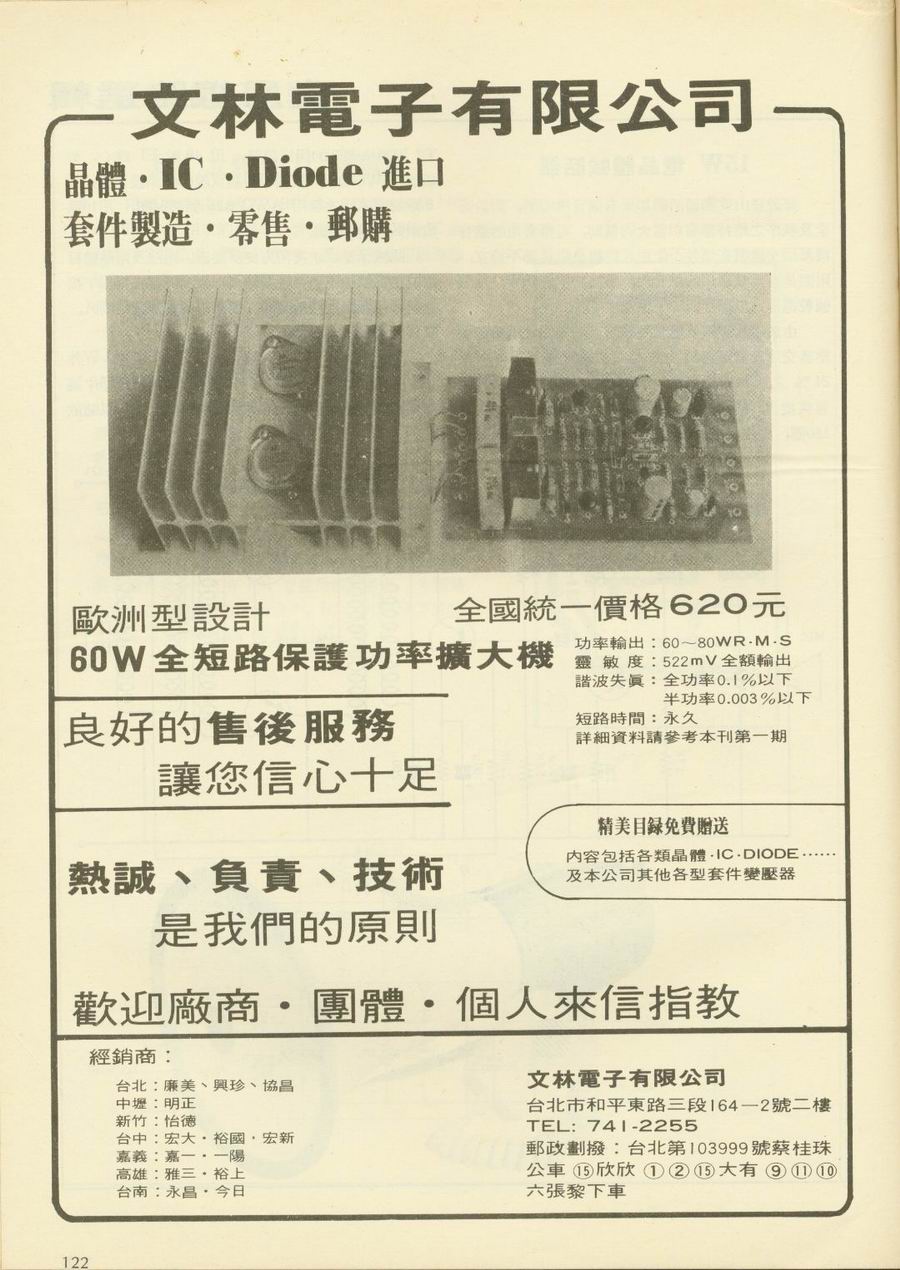 文林電子有限公司
晶體·IC·Diode 進口
套件製造·零售·郵購
歐洲型設計
全國統一價格620元
60W全短路保護功率擴大機
功率輸出：60～80WR·M·S
靈敏度：522mV全額輸出
諧波失眞：全功率0.1%以下
半功率0.003%以下
短路時間：永久
詳細資料請參考本刊第一期
良好的售後服務
讓您信心十足
精美目録免費贈送
内容包括各類晶體·IC·DIODE……
及本公司其他各型套件變壓器
熱誠、負責、技術
是我們的原則
歡迎廠商·團體·個人來信指教
經銷商：
台北：廉美、興珍、協昌
中壢：明正
新竹：怡德
台中：宏大·裕國·宏新
嘉義：嘉一·一陽
高雄：雅三·裕上
台南：永昌·今日
文林電子有限公司
台北市和平東路三段164—2號二樓
TEL: 741-2255
郵政劃撥：台北第103999號蔡桂珠
公車 ⑮欣欣 ①②⑮大有 ⑨⑪⑩
六張黎下車
122